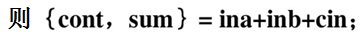 则｛cont，sum｝= ina+inb+cin;